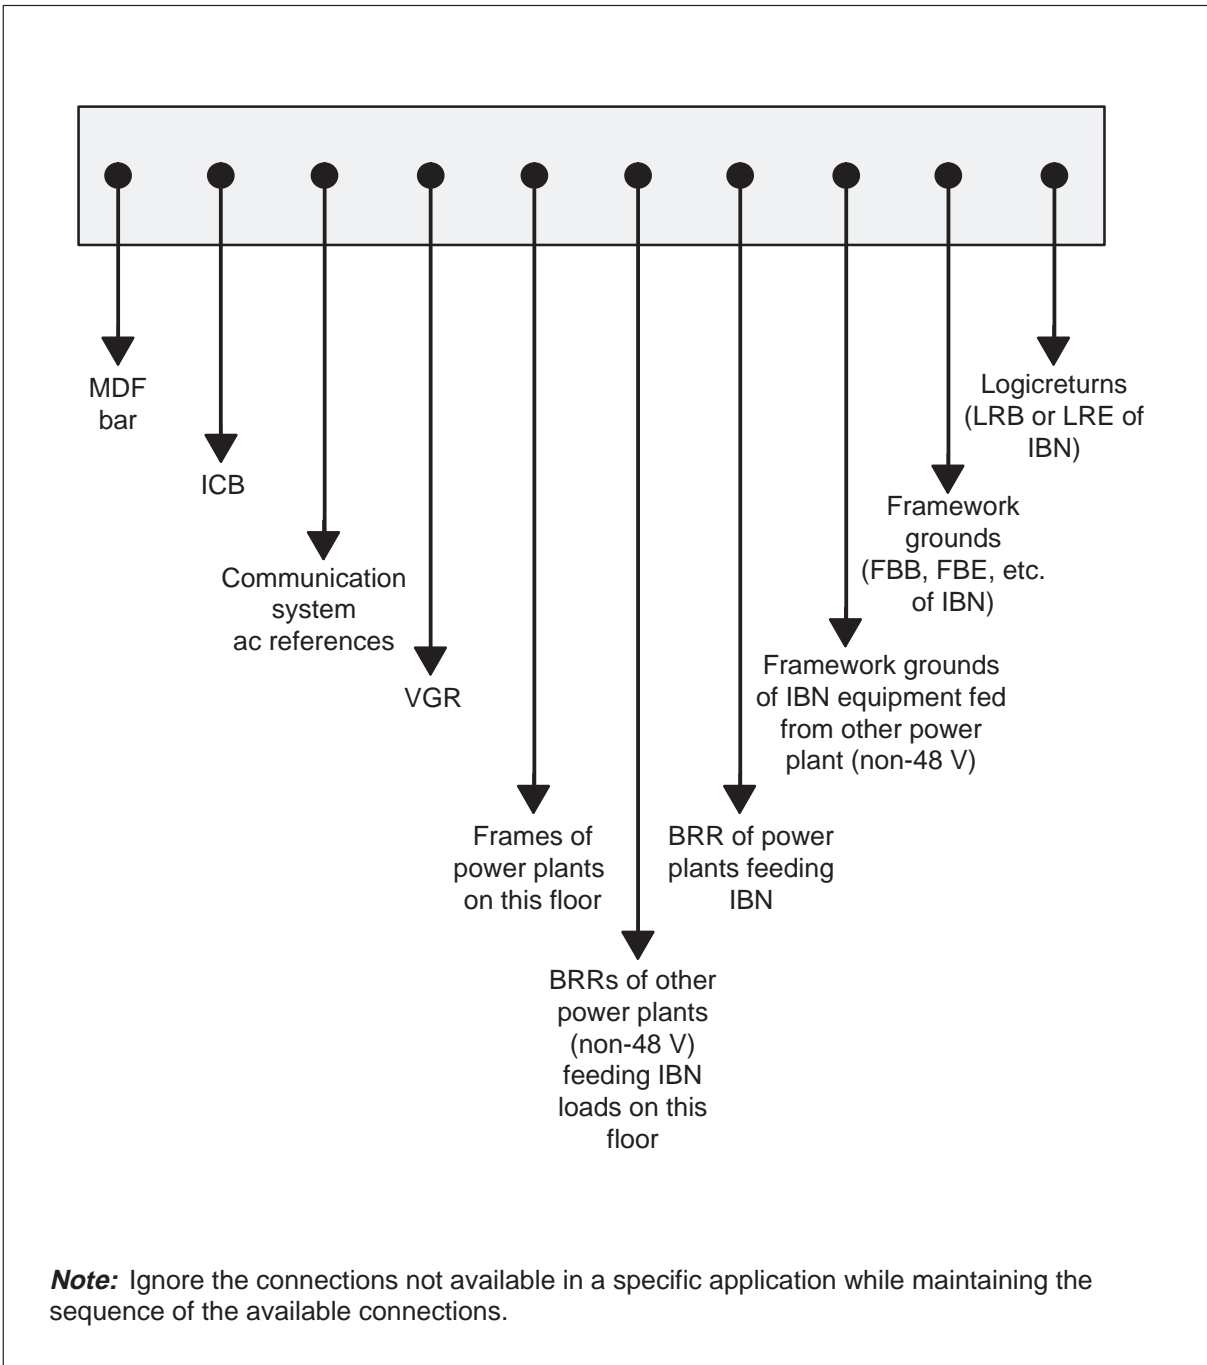 MDF
bar
ICB
Communication
system
ac references
VGR
Frames of
power plants
on this floor
BRRs of other
power plants
(non-48 V)
feeding IBN
loads on this
floor
BRR of power
plants feeding
IBN
Framework grounds
of IBN equipment fed
from other power
plant (non-48 V)
Framework
grounds
(FBB, FBE, etc.
of IBN)
Logicreturns
(LRB or LRE of
IBN)
Note: Ignore the connections not available in a specific application while maintaining the
sequence of the available connections.